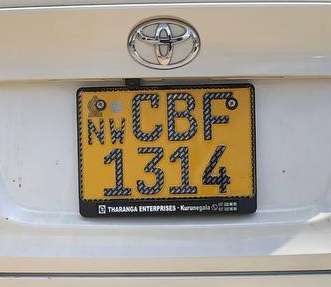 NW CBF
1314
THARANGA ENTERPRISES - Kurunegala